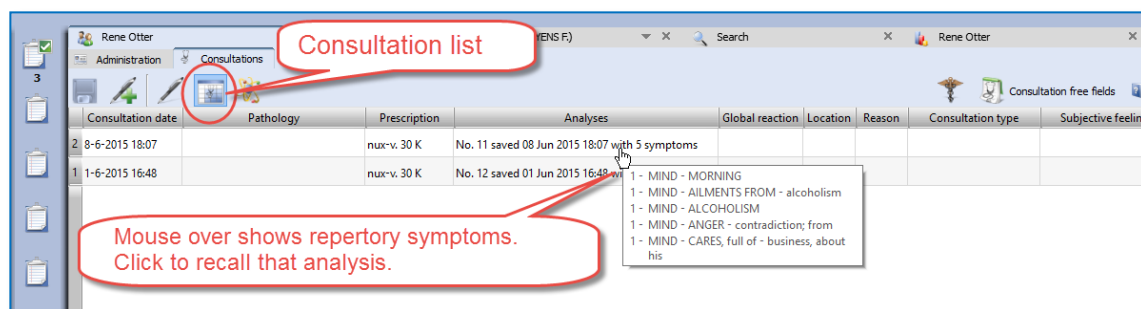 Rene Otter
YENS F.)
Search
Rene Otter
Administration
Consultations
Consultation list
3
Consultation free fields
Consultation date Pathology Prescription Analyses Global reaction Location Reason Consultation type Subjective feelin
2 8-6-2015 18:07 nux-v. 30 K No. 11 saved 08 Jun 2015 18:07 with 5 symptoms
1 1-6-2015 16:48 nux-v. 30 K No. 12 saved 01 Jun 2015 16:48
1 - MIND - MORNING
1 - MIND - AILMENTS FROM - alcoholism
1 - MIND - ALCOHOLISM
1 - MIND - ANGER - contradiction; from
1 - MIND - CARES, full of - business, about
his
Mouse over shows repertory symptoms.
Click to recall that analysis.